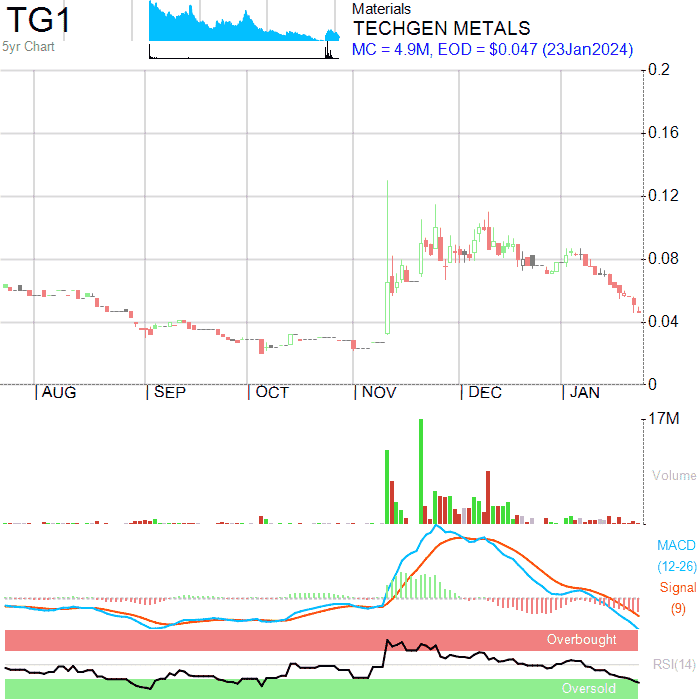 TG1
5yr Chart
Materials
TECHGEN METALS
MC = 4.9M, EOD = $0.047 (23Jan2024)
0.2
0.16
0.12
0.08
0.04
0
AUG SEP OCT NOV DEC JAN
17M
Volume
MACD
(12-26)
Signal
(9)
Overbought
RSI(14)
Oversold